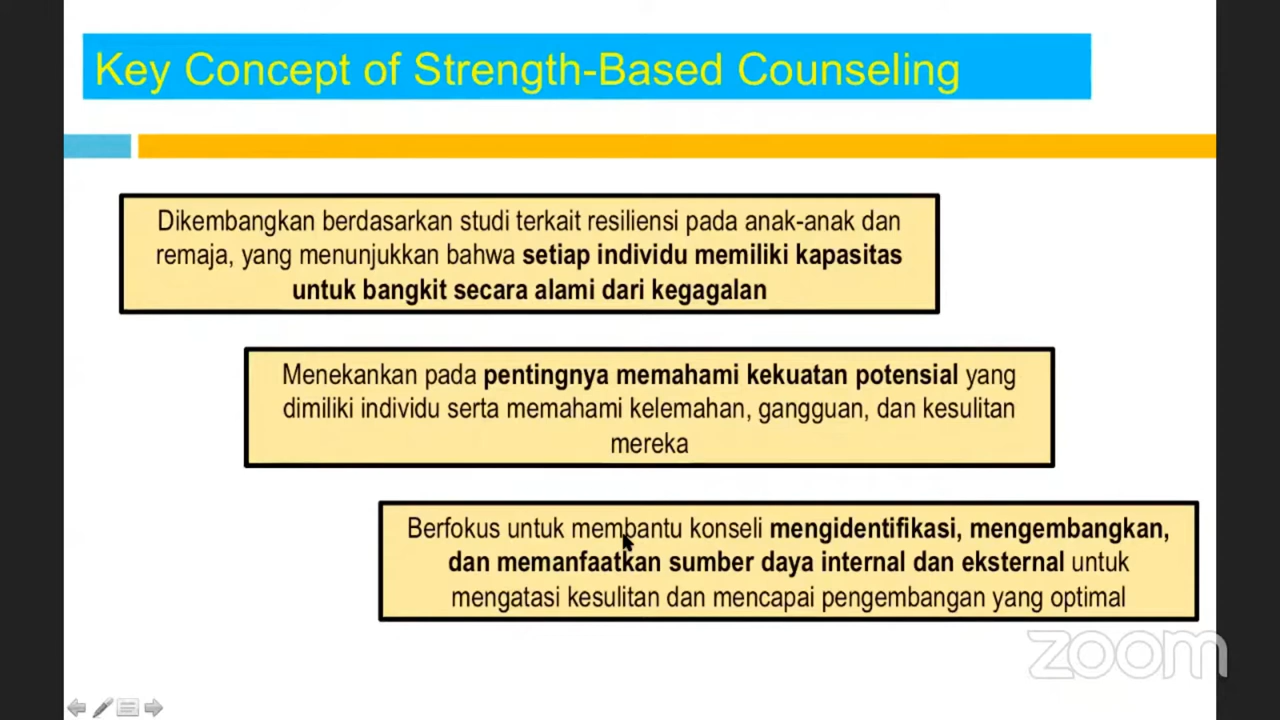 Key Concept of Strength-Based Counseling
Dikembangkan berdasarkan studi terkait resiliensi pada anak-anak dan
remaja, yang menunjukkan bahwa setiap individu memiliki kapasitas
untuk bangkit secara alami dari kegagalan
Menekankan pada pentingnya memahami kekuatan potensial yang
dimiliki individu serta memahami kelemahan, gangguan, dan kesulitan
mereka
Berfokus untuk membantu konseli mengidentifikasi, mengembangkan,
dan memanfaatkan sumber daya internal dan eksternal untuk
mengatasi kesulitan dan mencapai pengembangan yang optimal
zoom